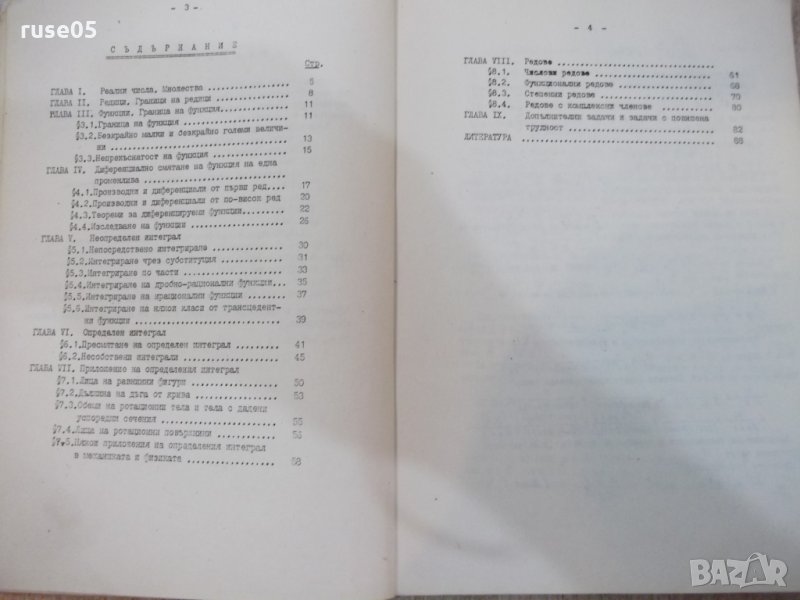 ruse05
- 3 -
СЪДЪРЖАНИЕ
Стр.
ГЛАВА I. Реални числа. Множества 6
ГЛАВА II. Редици. Граници на редици 8
ГЛАВА III. Функции. Граница на функция 11
§3.1. Граница на функция 11
§3.2. Безкрайно малки и безкрайно големи величи-
ни 13
§3.3. Непрекъснатост на функция 15
ГЛАВА IV. Диференциално смятане на функция на една
променлива
§4.1. Производни и диференциали от първи ред 17
§4.2. Производни и диференциали от по-висок ред 20
§4.3. Теореми за диференцируеми функции 22
§4.4. Изследване на функции 26
ГЛАВА V. Неопределен интеграл
§5.1. Непосредствено интегриране 30
§5.2. Интегриране чрез субституция 31
§5.3. Интегриране по части 33
§5.4. Интегриране на дробно-рационални функции 35
§5.5. Интегриране на ирационални функции 37
§5.6. Интегриране на някои класи от трансцедент-
ни функции 39
ГЛАВА VI. Определен интеграл
§6.1. Пресмятане на определен интеграл 41
§6.2. Несобствени интеграли 45
ГЛАВА VII. Приложение на определения интеграл
§7.1. Лица на равнинни фигури 50
§7.2. Дължина на дъга от крива 53
§7.3. Обеми на ротационни тела и тела с дадени
успоредни сечения 55
§7.4. Лица на ротационни повърхнини 56
§7.5. Някои приложения на определения интеграл
в механиката и физиката 58
- 4 -
ГЛАВА VIII. Редове
§8.1. Числови редове 61
§8.2. Функционални редове 68
§8.3. Степенни редове 70
§8.4. Редове с комплексни членове 80
ГЛАВА IX. Допълнителни задачи и задачи с повишена
трудност 82
ЛИТЕРАТУРА 88
BAZAR